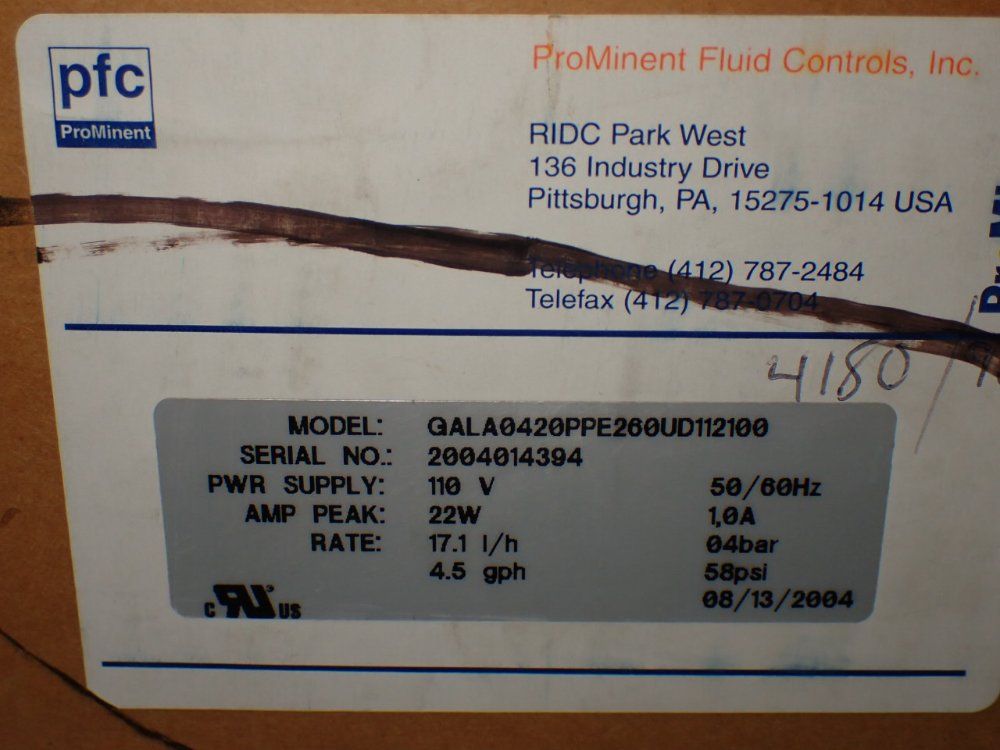 pfc
ProMinent
ProMinent Fluid Controls, Inc.
RIDC Park West
136 Industry Drive
Pittsburgh, PA, 15275-1014 USA
Telephone (412) 787-2484
Telefax (412) 787-0704
4180/
MODEL: GALA0420PPE260UD112100
SERIAL NO.: 2004014394
PWR SUPPLY: 110 V 50/60Hz
AMP PEAK: 22W 1,0A
RATE: 17.1 l/h 04bar
4.5 gph 58psi
08/13/2004
c RU US